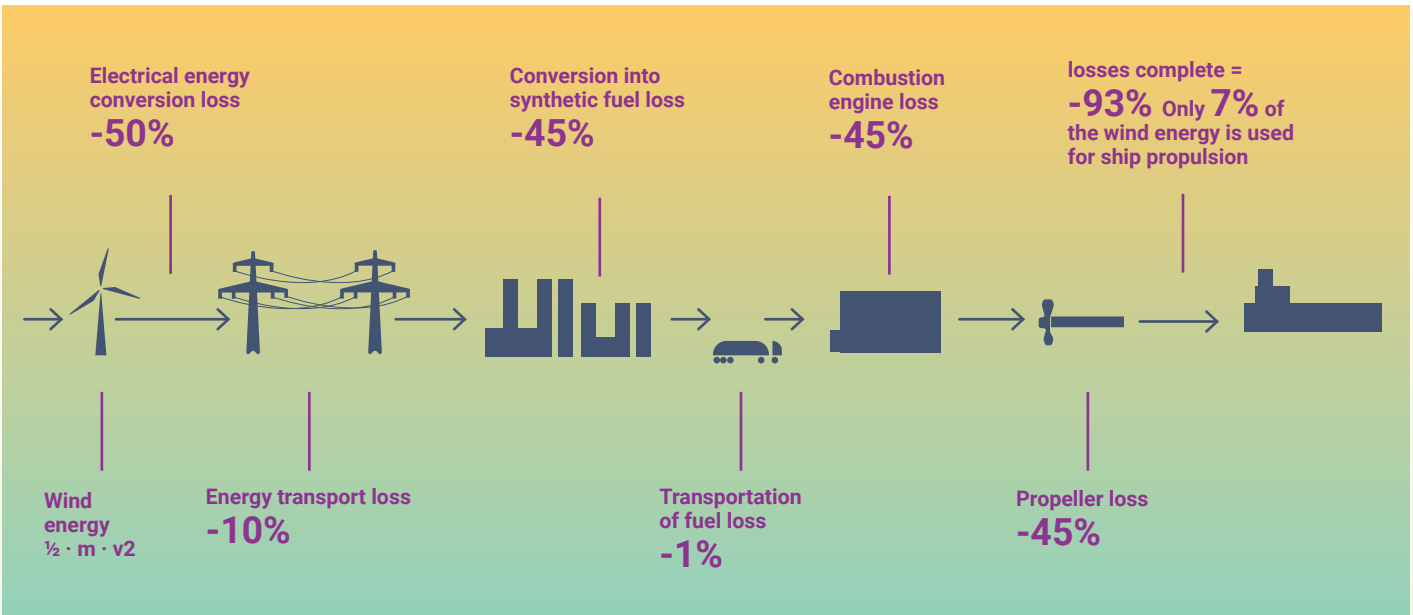 Electrical energy
conversion loss
-50%
Conversion into
synthetic fuel loss
-45%
Combustion
engine loss
-45%
losses complete =
-93% Only 7% of
the wind energy is used
for ship propulsion
Wind
energy
½ · m · v2
Energy transport loss
-10%
Transportation
of fuel loss
-1%
Propeller loss
-45%